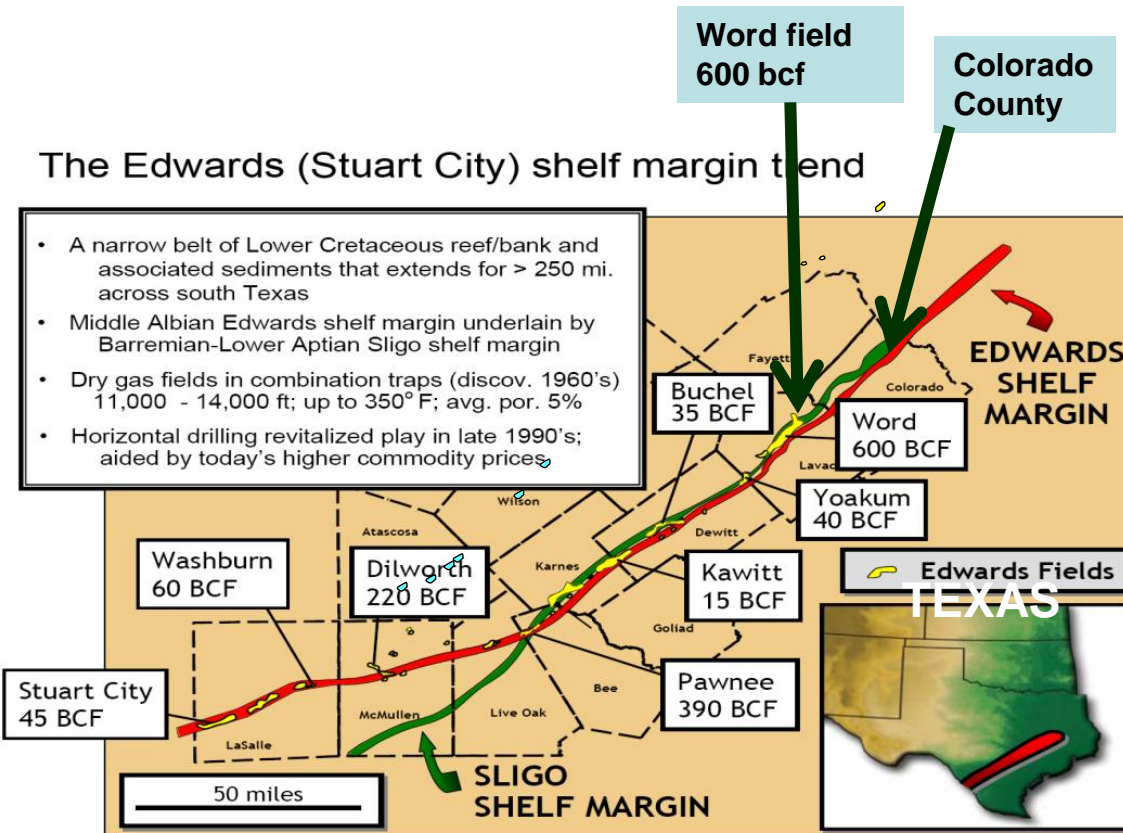 Word field
600 bcf
Colorado
County
The Edwards (Stuart City) shelf margin trend
• A narrow belt of Lower Cretaceous reef/bank and
associated sediments that extends for > 250 mi.
across south Texas
• Middle Albian Edwards shelf margin underlain by
Barremian-Lower Aptian Sligo shelf margin
• Dry gas fields in combination traps (discov. 1960's)
11,000 - 14,000 ft; up to 350° F; avg. por. 5%
• Horizontal drilling revitalized play in late 1990's;
aided by today's higher commodity prices
EDWARDS
SHELF
MARGIN
Fayett
Colorado
Buchel
35 BCF
Word
600 BCF
Lavac
Yoakum
40 BCF
Wilson
Atascosa
Dewitt
Washburn
60 BCF
Dilworth
220 BCF
Karnes
Kawitt
15 BCF
Edwards Fields
TEXAS
Goliad
Bee
Pawnee
390 BCF
Stuart City
45 BCF
McMullen
Live Oak
LaSalle
SLIGO
SHELF MARGIN
50 miles